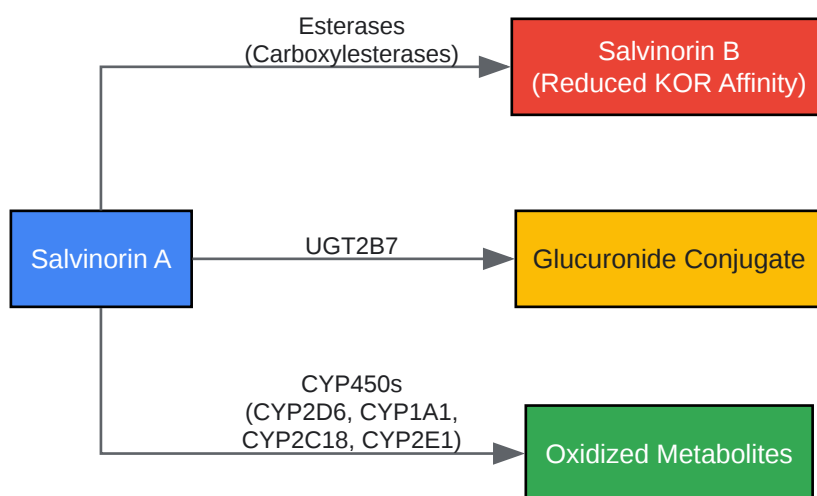 Esterases
(Carboxylesterases)
Salvinorin B
(Reduced KOR Affinity)
Salvinorin A
UGT2B7
Glucuronide Conjugate
CYP450s
(CYP2D6, CYP1A1,
CYP2C18, CYP2E1)
Oxidized Metabolites